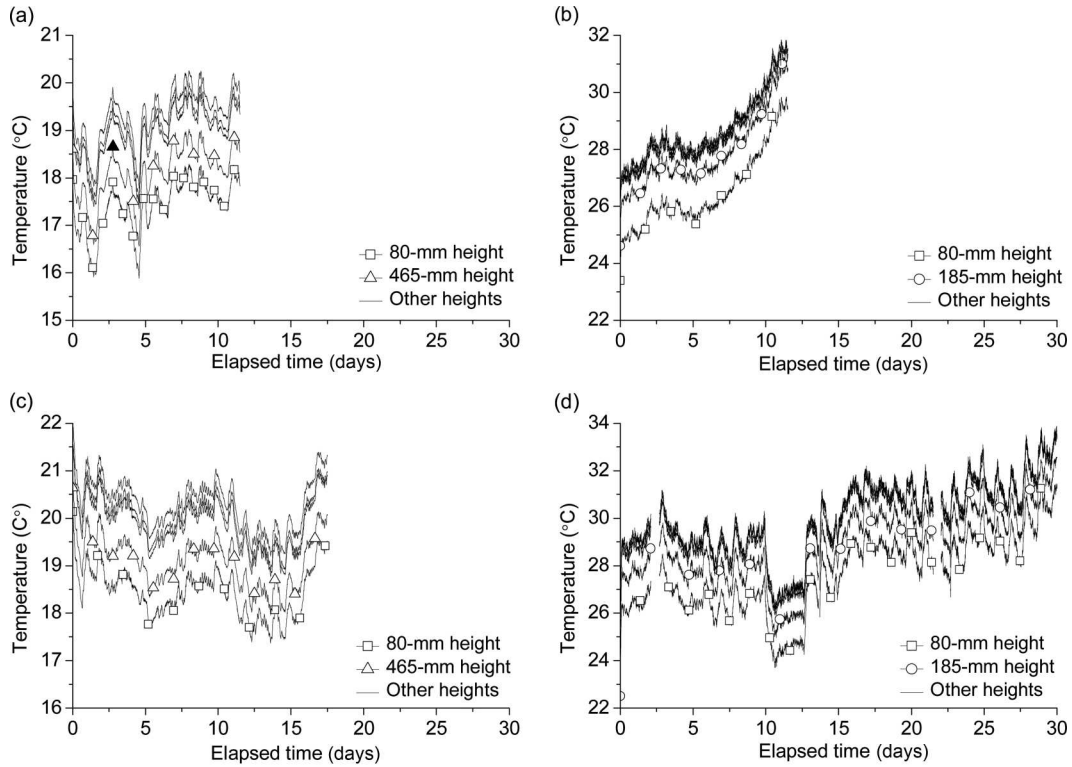 (a)
Temperature (°C)
21
20
19
18
17
16
15
0 5 10 15 20 25 30
Elapsed time (days)
80-mm height
465-mm height
Other heights
(b)
Temperature (°C)
32
30
28
26
24
22
0 5 10 15 20 25 30
Elapsed time (days)
80-mm height
185-mm height
Other heights
(c)
Temperature (C°)
22
21
20
19
18
17
16
0 5 10 15 20 25 30
Elapsed time (days)
80-mm height
465-mm height
Other heights
(d)
Temperature (°C)
34
32
30
28
26
24
22
0 5 10 15 20 25 30
Elapsed time (days)
80-mm height
185-mm height
Other heights